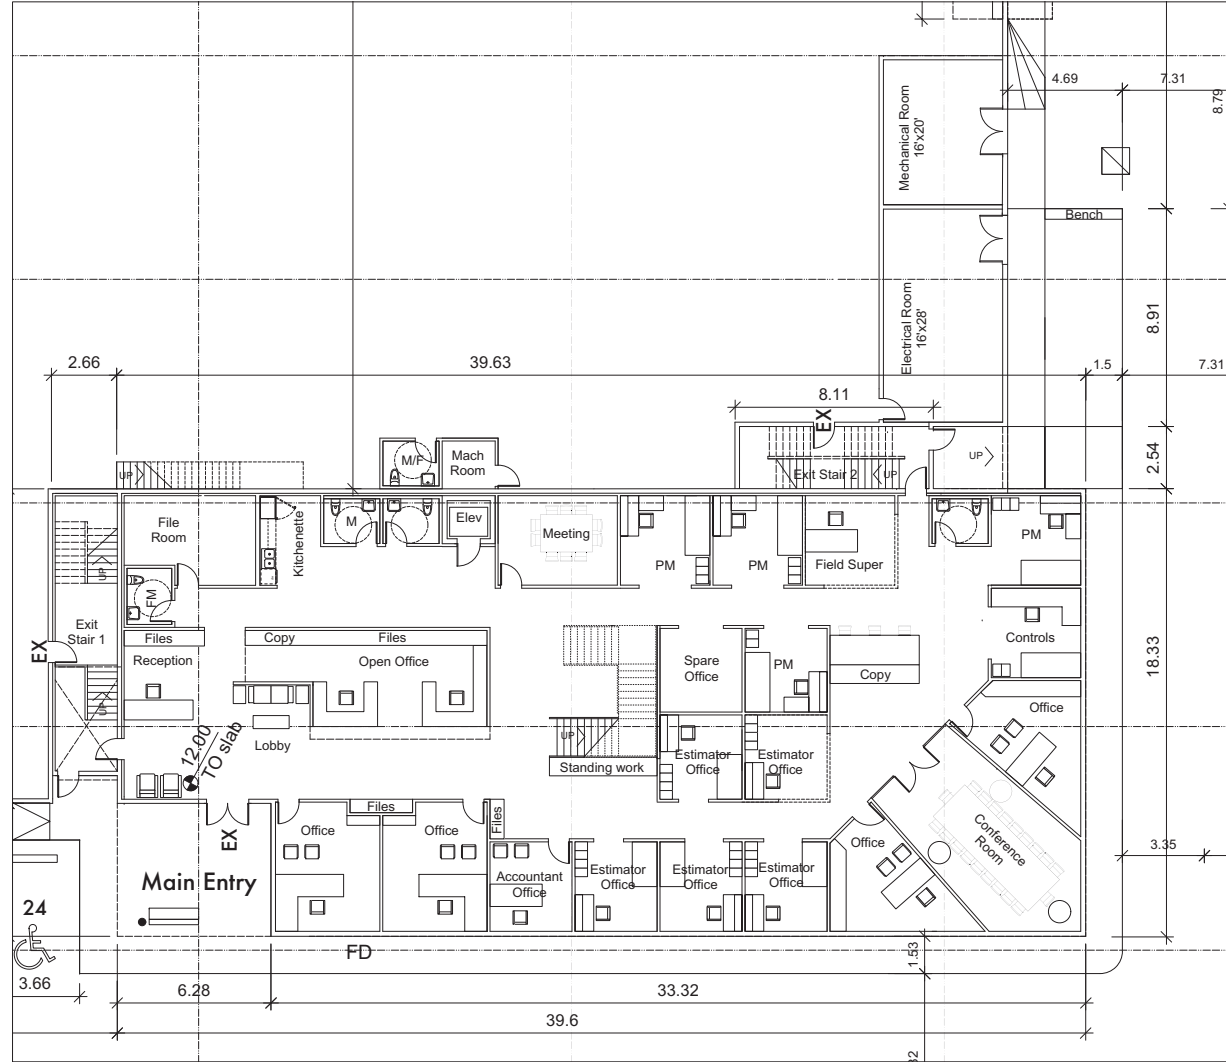 4.69
7.31
8.79
Mechanical Room
16'x20'
Bench
Electrical Room
16'x28'
8.91
2.66
39.63
1.5
7.31
8.11
EX
2.54
UP
M/F
Mach
Room
Exit Stair 2
UP
UP
File
Room
Kitchenette
M
Elev
Meeting
PM
PM
Field Super
PM
UP
FM
Exit
Stair 1
EX
Files
Copy
Files
Reception
Open Office
Spare
Office
PM
Copy
Controls
18.33
UP
12.00
TO slab
Lobby
UP
Standing work
Estimator
Office
Estimator
Office
Office
Files
Files
Office
Office
Office
Conference
Room
EX
Accountant
Office
Estimator
Office
Estimator
Office
Estimator
Office
3.35
Main Entry
24
FD
1.53
3.66
6.28
33.32
39.6